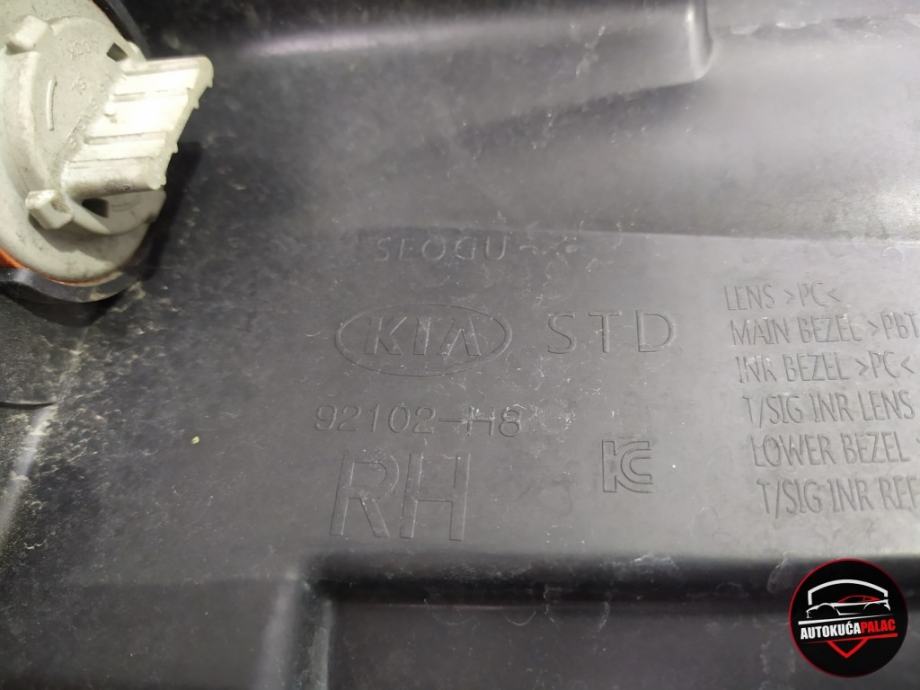 SEOGU
KIA STD
92102-H8
RH
LENS >PC<
MAIN BEZEL >PBT
INR BEZEL >PC<
T/SIG INR LENS
LOWER BEZEL
T/SIG INR REF
AUTOKUĆA PALAC